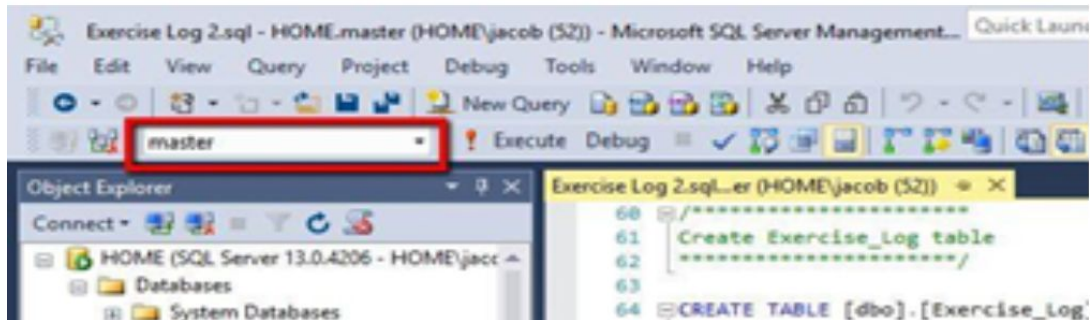 Exercise Log 2.sql - HOME.master (HOME\jacob (52)) - Microsoft SQL Server Management...
Quick Laun
File Edit View Query Project Debug Tools Window Help
New Query
master
Execute Debug
Object Explorer
Exercise Log 2.sql...er (HOME\jacob (52))
Connect
HOME (SQL Server 13.0.4206 - HOME\jacc
Databases
System Databases
60 /**********************
61 Create Exercise_Log table
62 **********************/
63
64 CREATE TABLE [dbo].[Exercise_Log]